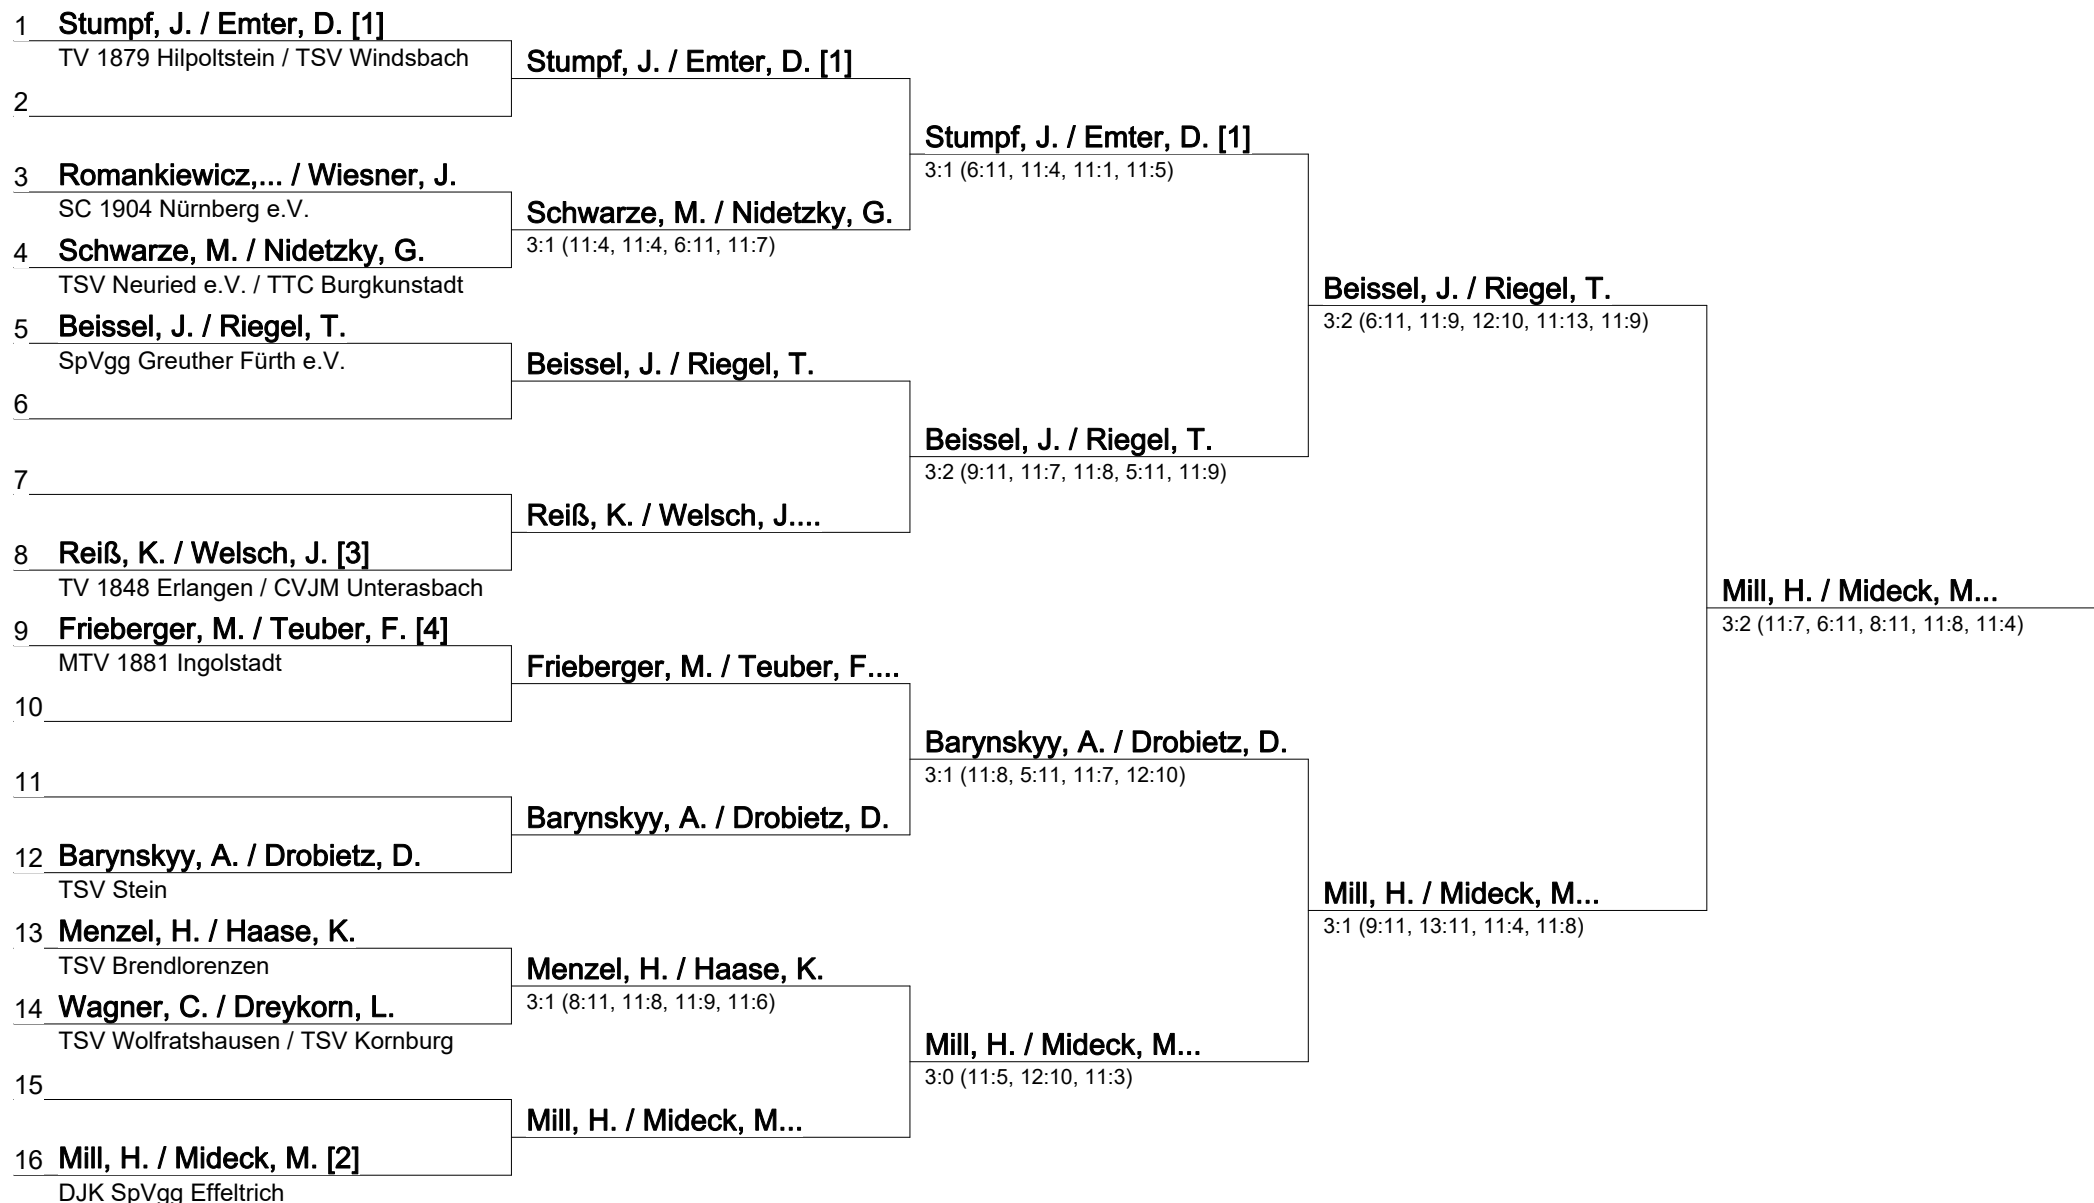 1 Stumpf, J. / Emter, D. [1]
TV 1879 Hilpoltstein / TSV Windsbach
2
3 Romankiewicz,... / Wiesner, J.
SC 1904 Nürnberg e.V.
4 Schwarze, M. / Nidetzky, G.
TSV Neuried e.V. / TTC Burgkunstadt
5 Beissel, J. / Riegel, T.
SpVgg Greuther Fürth e.V.
6
7
8 Reiß, K. / Welsch, J. [3]
TV 1848 Erlangen / CVJM Unterasbach
9 Frieberger, M. / Teuber, F. [4]
MTV 1881 Ingolstadt
10
11
12 Barynskyy, A. / Drobietz, D.
TSV Stein
13 Menzel, H. / Haase, K.
TSV Brendlorenzen
14 Wagner, C. / Dreykorn, L.
TSV Wolfratshausen / TSV Kornburg
15
16 Mill, H. / Mideck, M. [2]
DJK SpVgg Effeltrich
Stumpf, J. / Emter, D. [1]
Schwarze, M. / Nidetzky, G.
3:1 (11:4, 11:4, 6:11, 11:7)
Beissel, J. / Riegel, T.
Reiß, K. / Welsch, J....
Frieberger, M. / Teuber, F....
Barynskyy, A. / Drobietz, D.
Menzel, H. / Haase, K.
3:1 (8:11, 11:8, 11:9, 11:6)
Mill, H. / Mideck, M...
Stumpf, J. / Emter, D. [1]
3:1 (6:11, 11:4, 11:1, 11:5)
Beissel, J. / Riegel, T.
3:2 (9:11, 11:7, 11:8, 5:11, 11:9)
Barynskyy, A. / Drobietz, D.
3:1 (11:8, 5:11, 11:7, 12:10)
Mill, H. / Mideck, M...
3:0 (11:5, 12:10, 11:3)
Beissel, J. / Riegel, T.
3:2 (6:11, 11:9, 12:10, 11:13, 11:9)
Mill, H. / Mideck, M...
3:1 (9:11, 13:11, 11:4, 11:8)
Mill, H. / Mideck, M...
3:2 (11:7, 6:11, 8:11, 11:8, 11:4)